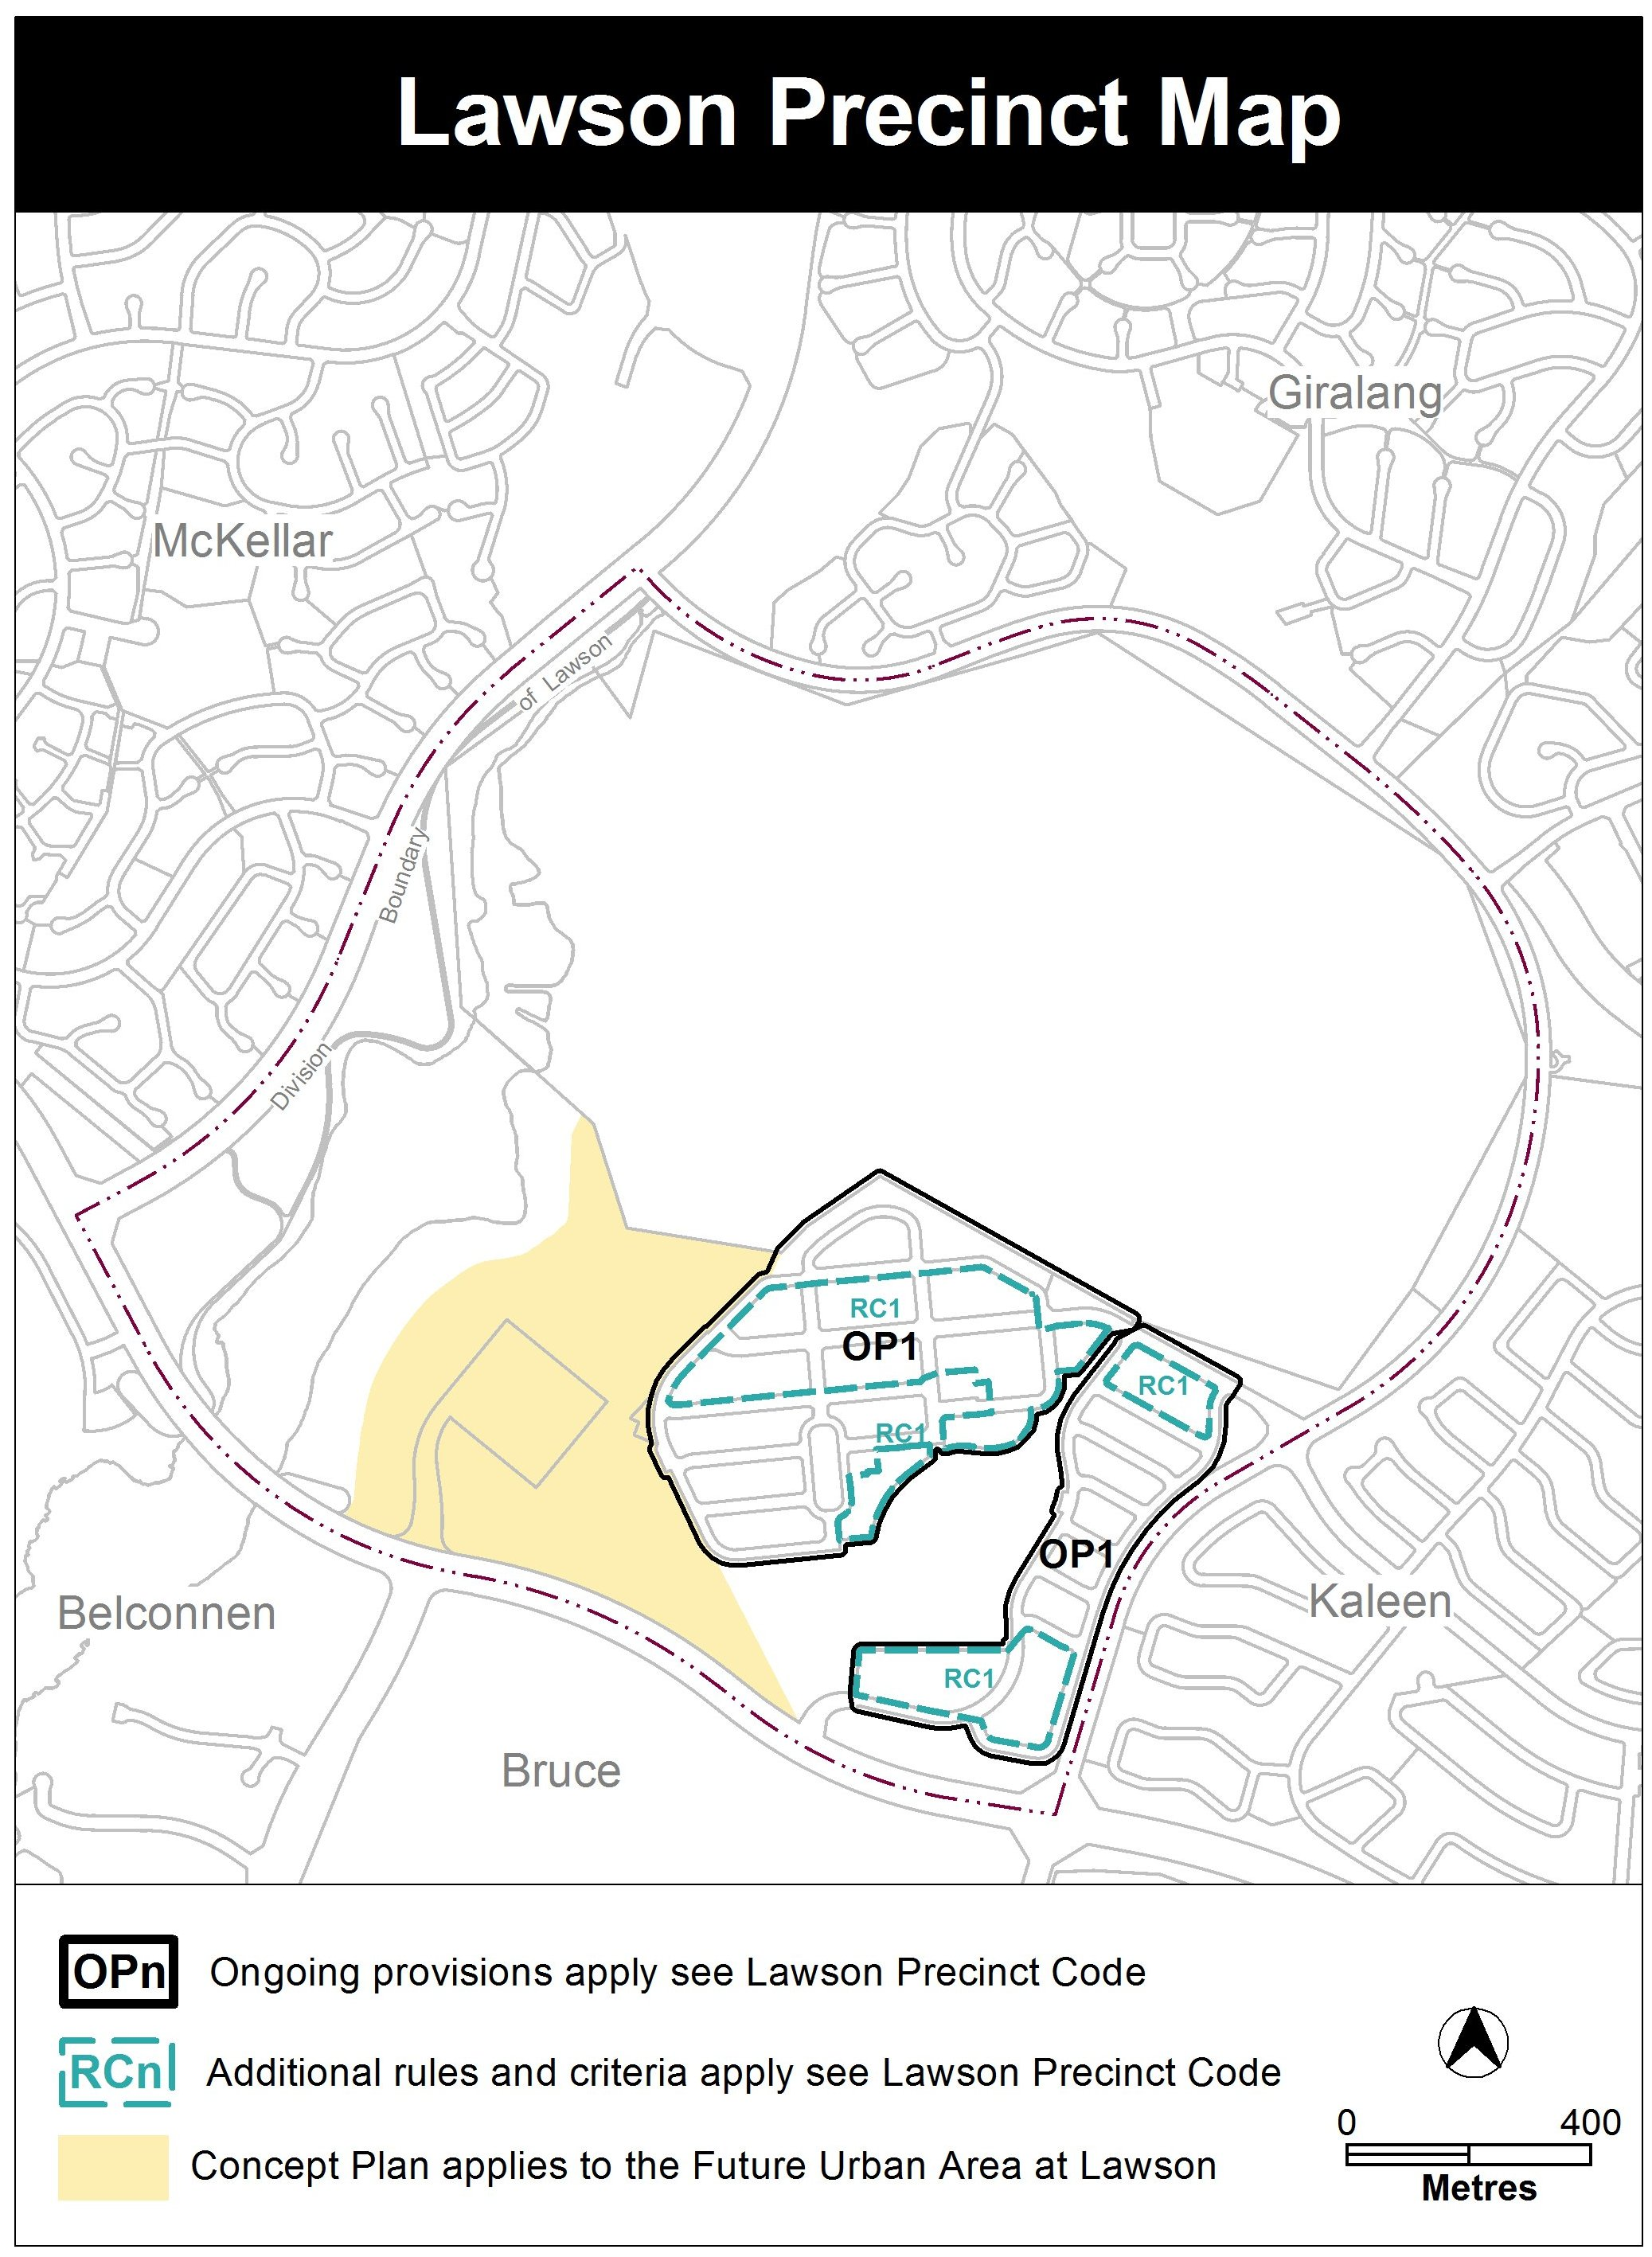 Lawson Precinct Map
Giralang
McKellar
of Lawson
Boundary
Division
RC1
OP1
RC1
RC1
OP1
Belconnen
Kaleen
RC1
Bruce
OPn Ongoing provisions apply see Lawson Precinct Code
RCn Additional rules and criteria apply see Lawson Precinct Code
Concept Plan applies to the Future Urban Area at Lawson
0 400
Metres